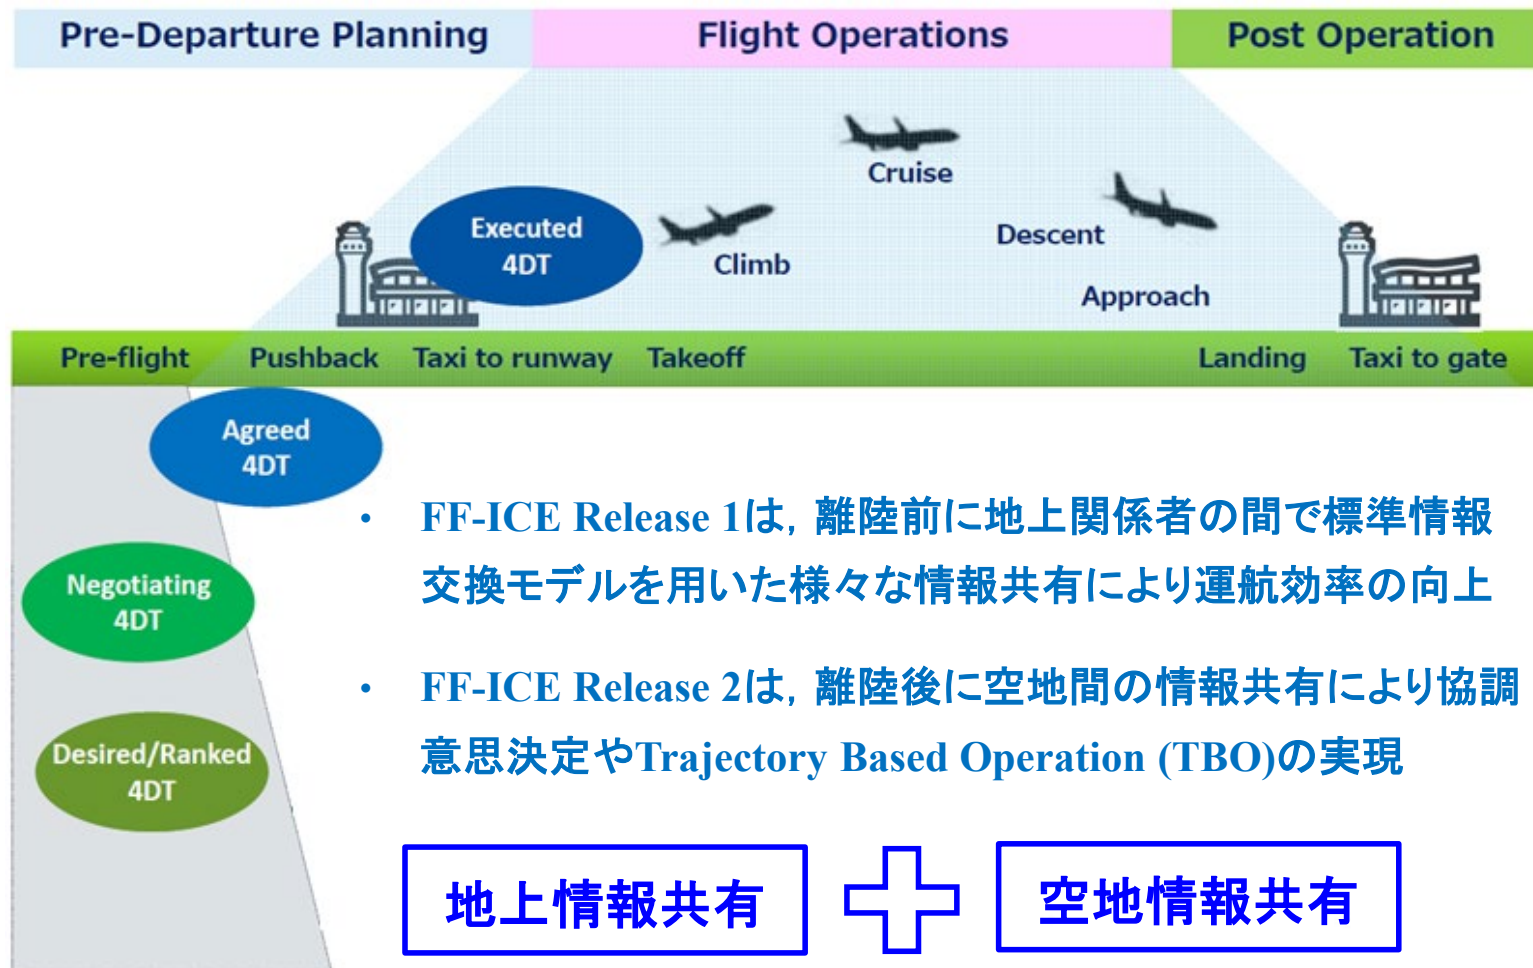 Pre-Departure Planning
Flight Operations
Post Operation
Cruise
Executed
4DT
Climb
Descent
Approach
Pre-flight
Pushback
Taxi to runway
Takeoff
Landing
Taxi to gate
Agreed
4DT
Negotiating
4DT
Desired/Ranked
4DT
• FF-ICE Release 1は，離陸前に地上関係者の間で標準情報
交換モデルを用いた様々な情報共有により運航効率の向上
• FF-ICE Release 2は，離陸後に空地間の情報共有により協調
意思決定やTrajectory Based Operation (TBO)の実現
地上情報共有
空地情報共有